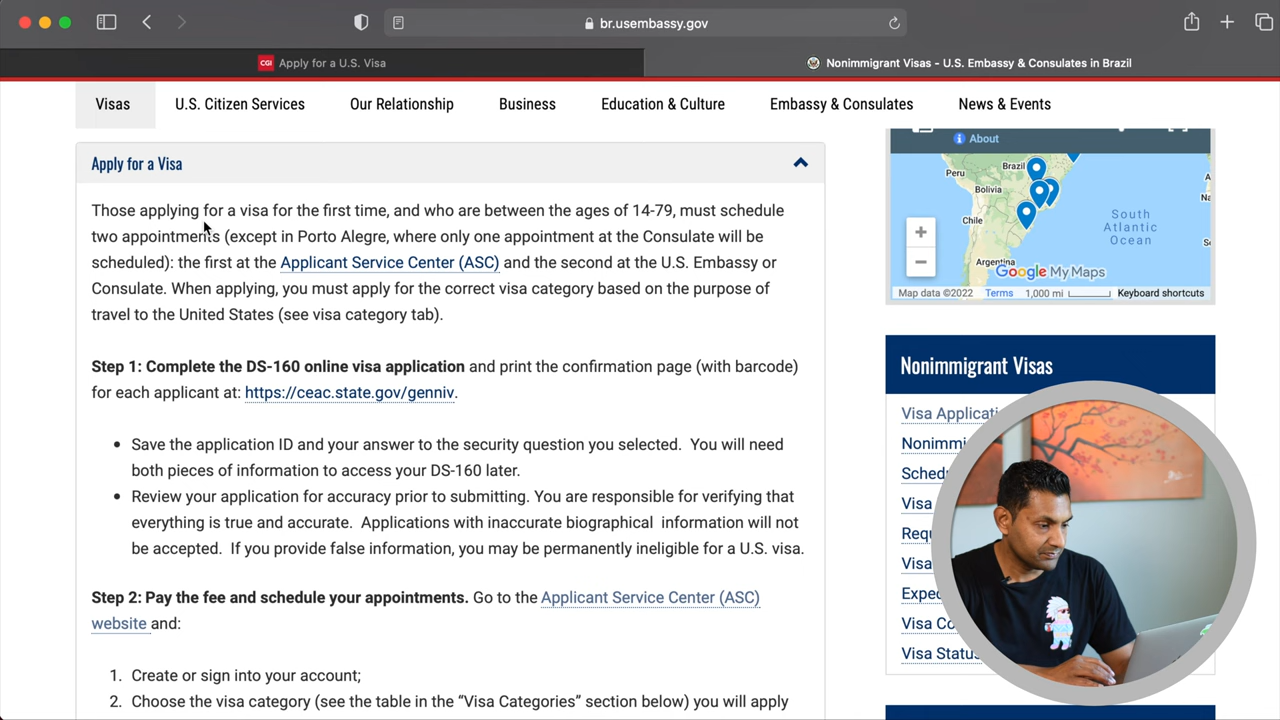 br.usembassy.gov
CGI Apply for a U.S. Visa
Nonimmigrant Visas - U.S. Embassy & Consulates in Brazil
Visas U.S. Citizen Services Our Relationship Business Education & Culture Embassy & Consulates News & Events
Apply for a Visa
Those applying for a visa for the first time, and who are between the ages of 14-79, must schedule
two appointments (except in Porto Alegre, where only one appointment at the Consulate will be
scheduled): the first at the Applicant Service Center (ASC) and the second at the U.S. Embassy or
Consulate. When applying, you must apply for the correct visa category based on the purpose of
travel to the United States (see visa category tab).
Step 1: Complete the DS-160 online visa application and print the confirmation page (with barcode)
for each applicant at: https://ceac.state.gov/genniv.
• Save the application ID and your answer to the security question you selected. You will need
both pieces of information to access your DS-160 later.
• Review your application for accuracy prior to submitting. You are responsible for verifying that
everything is true and accurate. Applications with inaccurate biographical information will not
be accepted. If you provide false information, you may be permanently ineligible for a U.S. visa.
Step 2: Pay the fee and schedule your appointments. Go to the Applicant Service Center (ASC)
website and:
1. Create or sign into your account;
2. Choose the visa category (see the table in the “Visa Categories” section below) you will apply
About
Brazil
Peru
Bolivia
Chile
South
Atlantic
Ocean
Argentina
+
−
Google My Maps
Map data ©2022 Terms 1,000 mi Keyboard shortcuts
Nonimmigrant Visas
Visa
Visa
Visa
Visa
Visa Status